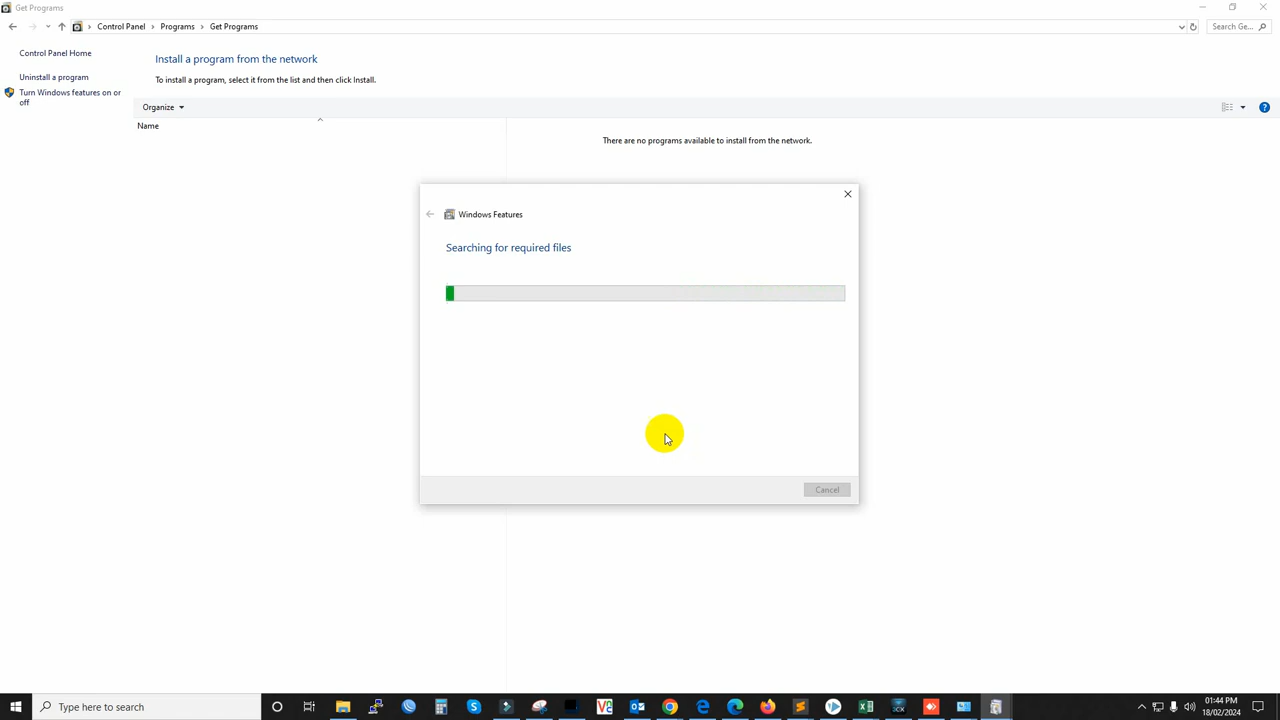 Get Programs
Control Panel > Programs > Get Programs
Search Ge...
Control Panel Home
Uninstall a program
Turn Windows features on or
off
Install a program from the network
To install a program, select it from the list and then click Install.
Organize
Name
There are no programs available to install from the network.
Windows Features
Searching for required files
Cancel
Type here to search
01:44 PM
18/02/2024